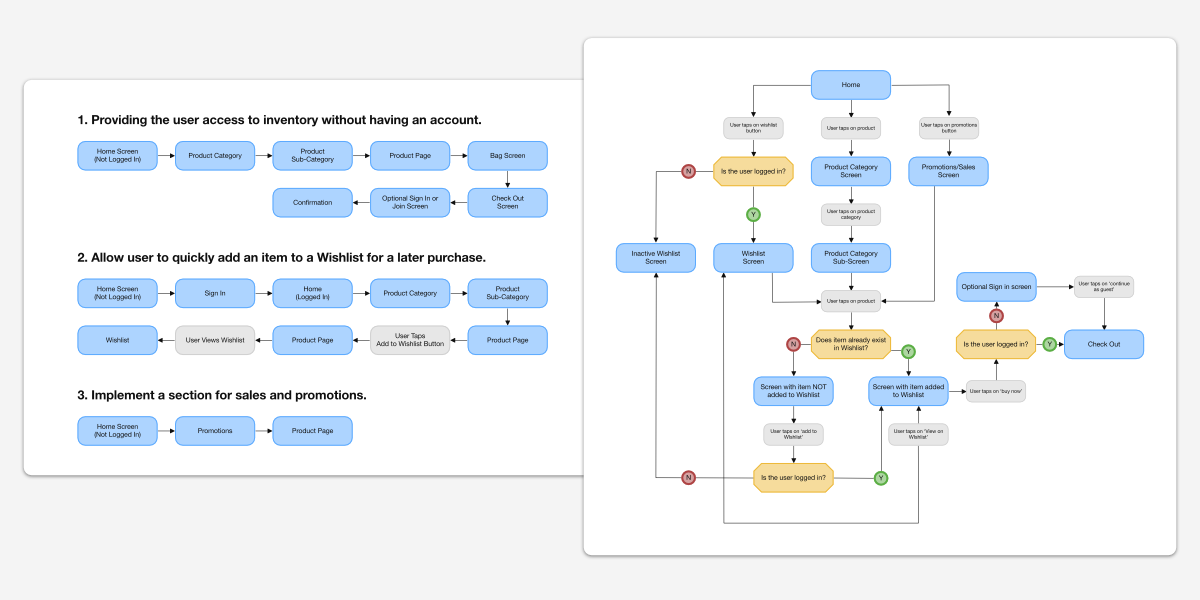 1. Providing the user access to inventory without having an account.
Home Screen
(Not Logged In)
Product Category
Product
Sub-Category
Product Page
Bag Screen
Confirmation
Optional Sign In or
Join Screen
Check Out
Screen
2. Allow user to quickly add an item to a Wishlist for a later purchase.
Home Screen
(Not Logged In)
Sign In
Home
(Logged In)
Product Category
Product
Sub-Category
Wishlist
User Views Wishlist
Product Page
User Taps
Add to Wishlist Button
Product Page
3. Implement a section for sales and promotions.
Home Screen
(Not Logged In)
Promotions
Product Page
Home
User taps on wishlist
button
User taps on product
User taps on promotions
button
N
Is the user logged in?
Product Category
Screen
Promotions/Sales
Screen
Y
User taps on product
category
Inactive Wishlist
Screen
Wishlist
Screen
Product Category
Sub-Screen
User taps on product
Optional Sign in screen
User taps on 'continue
as guest'
N
N
Does item already exist
in Wishlist?
Y
Is the user logged in?
Y
Check Out
Screen with item NOT
added to Wishlist
Screen with item added
to Wishlist
User taps on 'buy now'
User taps on 'add to
Wishlist'
User taps on 'View on
Wishlist'
N
Is the user logged in?
Y